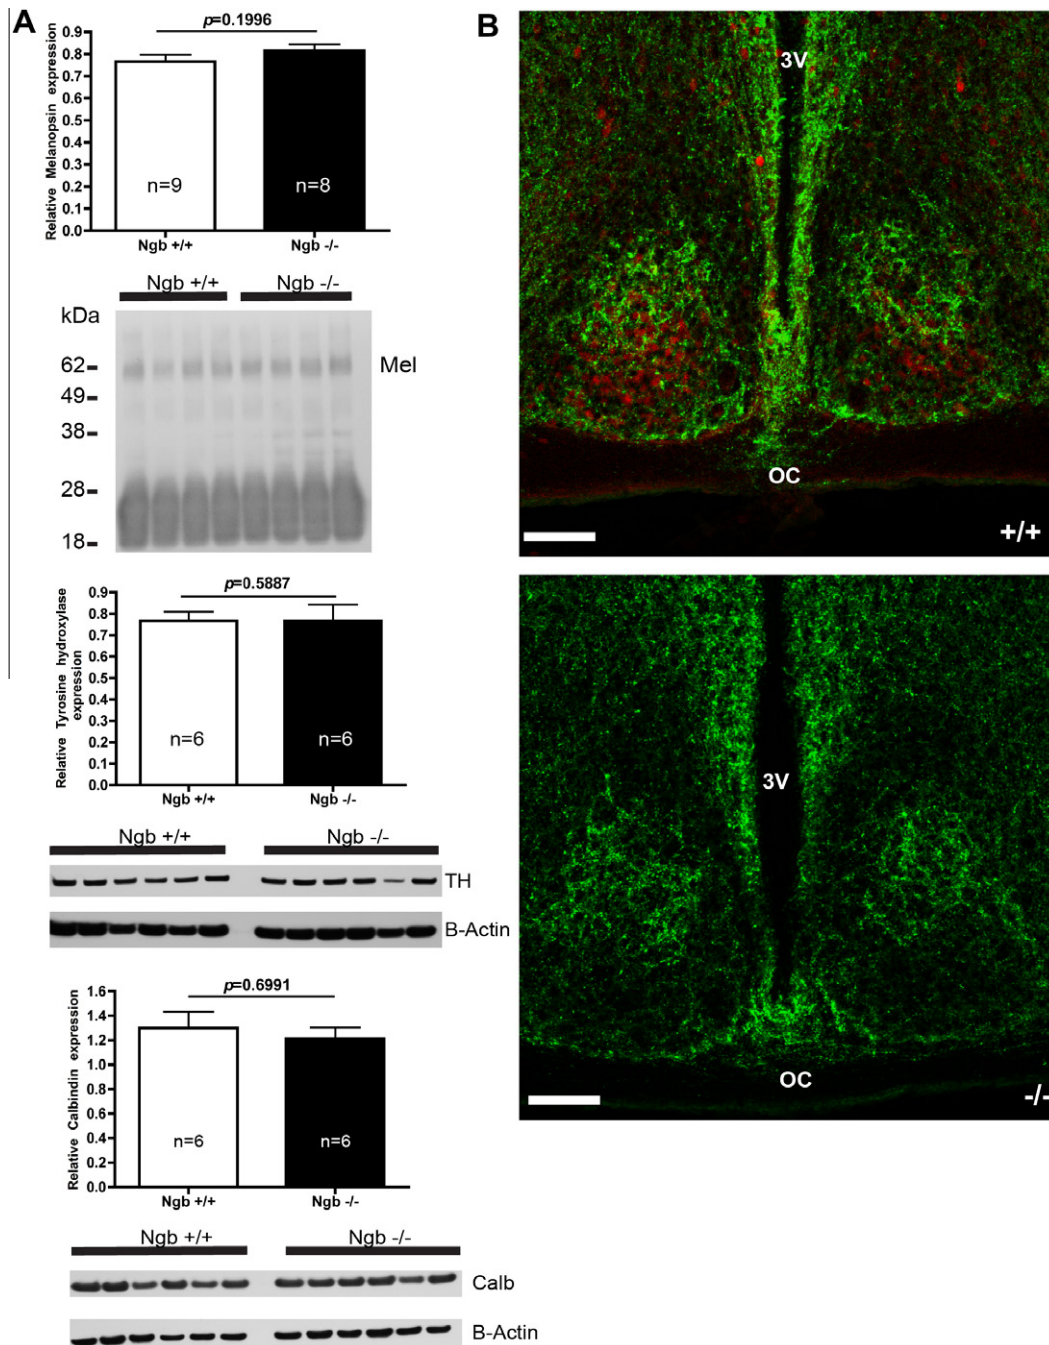 A
p=0.1996
Relative Melanopsin expression
0.9
0.8
0.7
0.6
0.5
0.4
0.3
0.2
0.1
0.0
n=9
n=8
Ngb +/+
Ngb -/-
Ngb +/+
Ngb -/-
kDa
62
49
38
28
18
Mel
p=0.5887
Relative Tyrosine hydroxylase
expression
0.9
0.8
0.7
0.6
0.5
0.4
0.3
0.2
0.1
0.0
n=6
n=6
Ngb +/+
Ngb -/-
Ngb +/+
Ngb -/-
TH
B-Actin
p=0.6991
Relative Calbindin expression
1.6
1.4
1.2
1.0
0.8
0.6
0.4
0.2
0.0
n=6
n=6
Ngb +/+
Ngb -/-
Ngb +/+
Ngb -/-
Calb
B-Actin
B
3V
OC
+/+
3V
OC
-/-